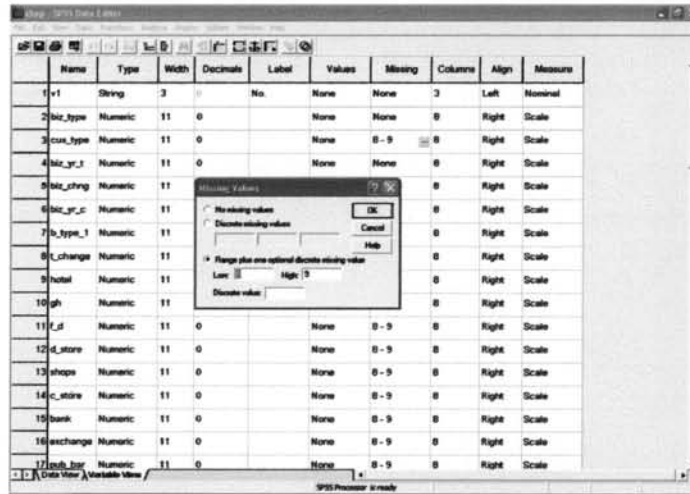 SPSS Data Editor
Name Type Width Decimals Label Values Missing Columns Align Measure
1 v1 String 3 0 No. None None 3 Left Nominal
2 biz_type Numeric 11 0 None None 8 Right Scale
3 cus_type Numeric 11 0 None 8 - 9 ... 8 Right Scale
4 biz_yr_t Numeric 11 0 None None 8 Right Scale
5 biz_chng Numeric 11 8 Right Scale
6 biz_yr_c Numeric 11 8 Right Scale
7 b_type_1 Numeric 11 8 Right Scale
8 t_change Numeric 11 8 Right Scale
9 hotel Numeric 11 8 Right Scale
10 gh Numeric 11 8 Right Scale
Missing Values
No missing values
OK
Discrete missing values
Cancel
Help
Range plus one optional discrete missing value
Low: High: 9
Discrete value:
11 f_d Numeric 11 0 None 8 - 9 8 Right Scale
12 d_store Numeric 11 0 None 8 - 9 8 Right Scale
13 shops Numeric 11 0 None 8 - 9 8 Right Scale
14 c_store Numeric 11 0 None 8 - 9 8 Right Scale
15 bank Numeric 11 0 None 8 - 9 8 Right Scale
16 exchange Numeric 11 0 None 8 - 9 8 Right Scale
17 pub_bar Numeric 11 0 None 8 - 9 8 Right Scale
Data View Variable View
SPSS Processor is ready